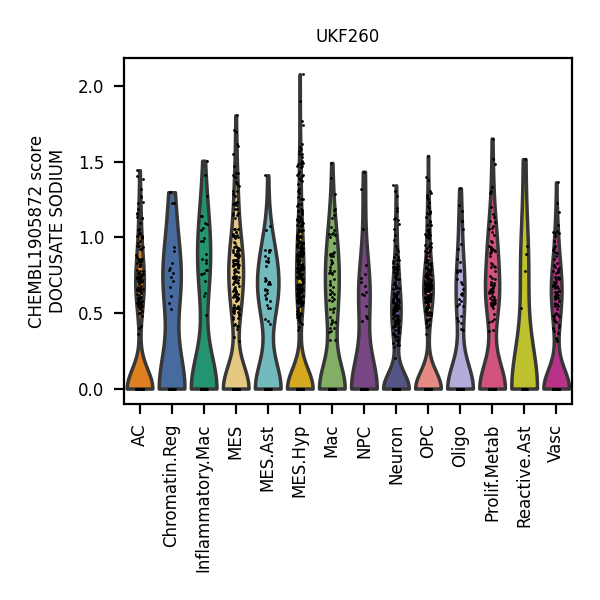 UKF260
CHEMBL1905872 score
DOCUSATE SODIUM
2.0
1.5
1.0
0.5
0.0
AC
Chromatin.Reg
Inflammatory.Mac
MES
MES.Ast
MES.Hyp
Mac
NPC
Neuron
OPC
Oligo
Prolif.Metab
Reactive.Ast
Vasc